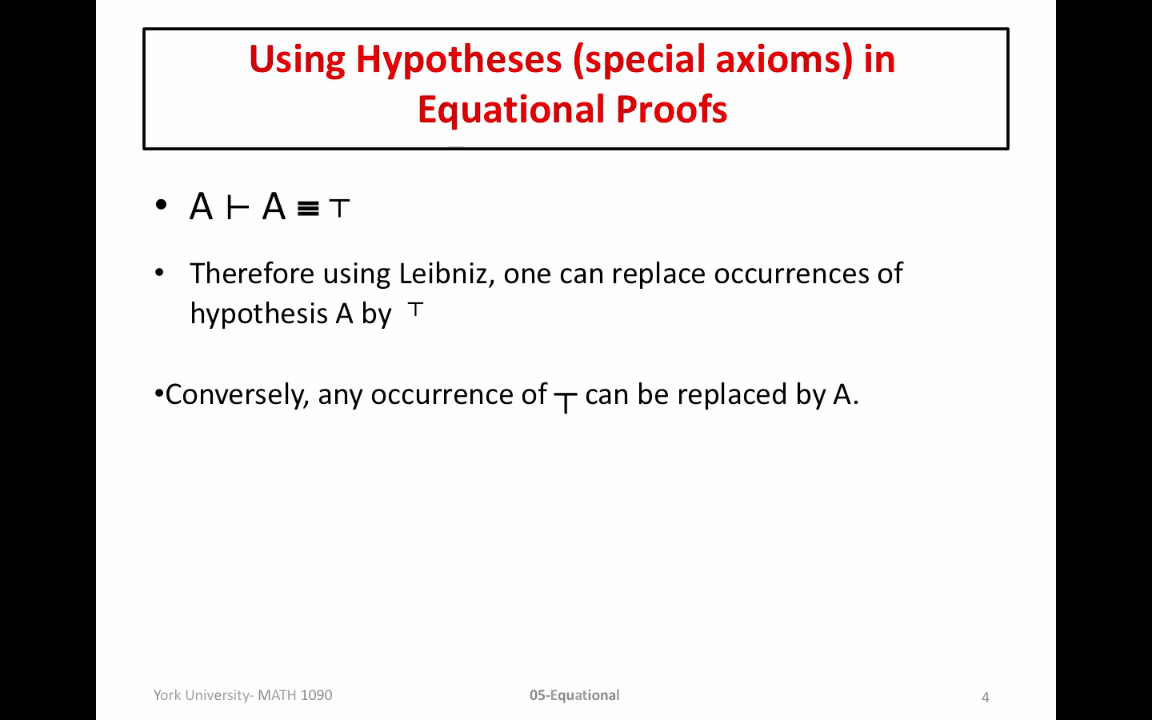 Using Hypotheses (special axioms) in
Equational Proofs
• A ⊢ A ≡ ⊤
• Therefore using Leibniz, one can replace occurrences of
hypothesis A by ⊤
•Conversely, any occurrence of ⊤ can be replaced by A.
York University- MATH 1090 05-Equational 4